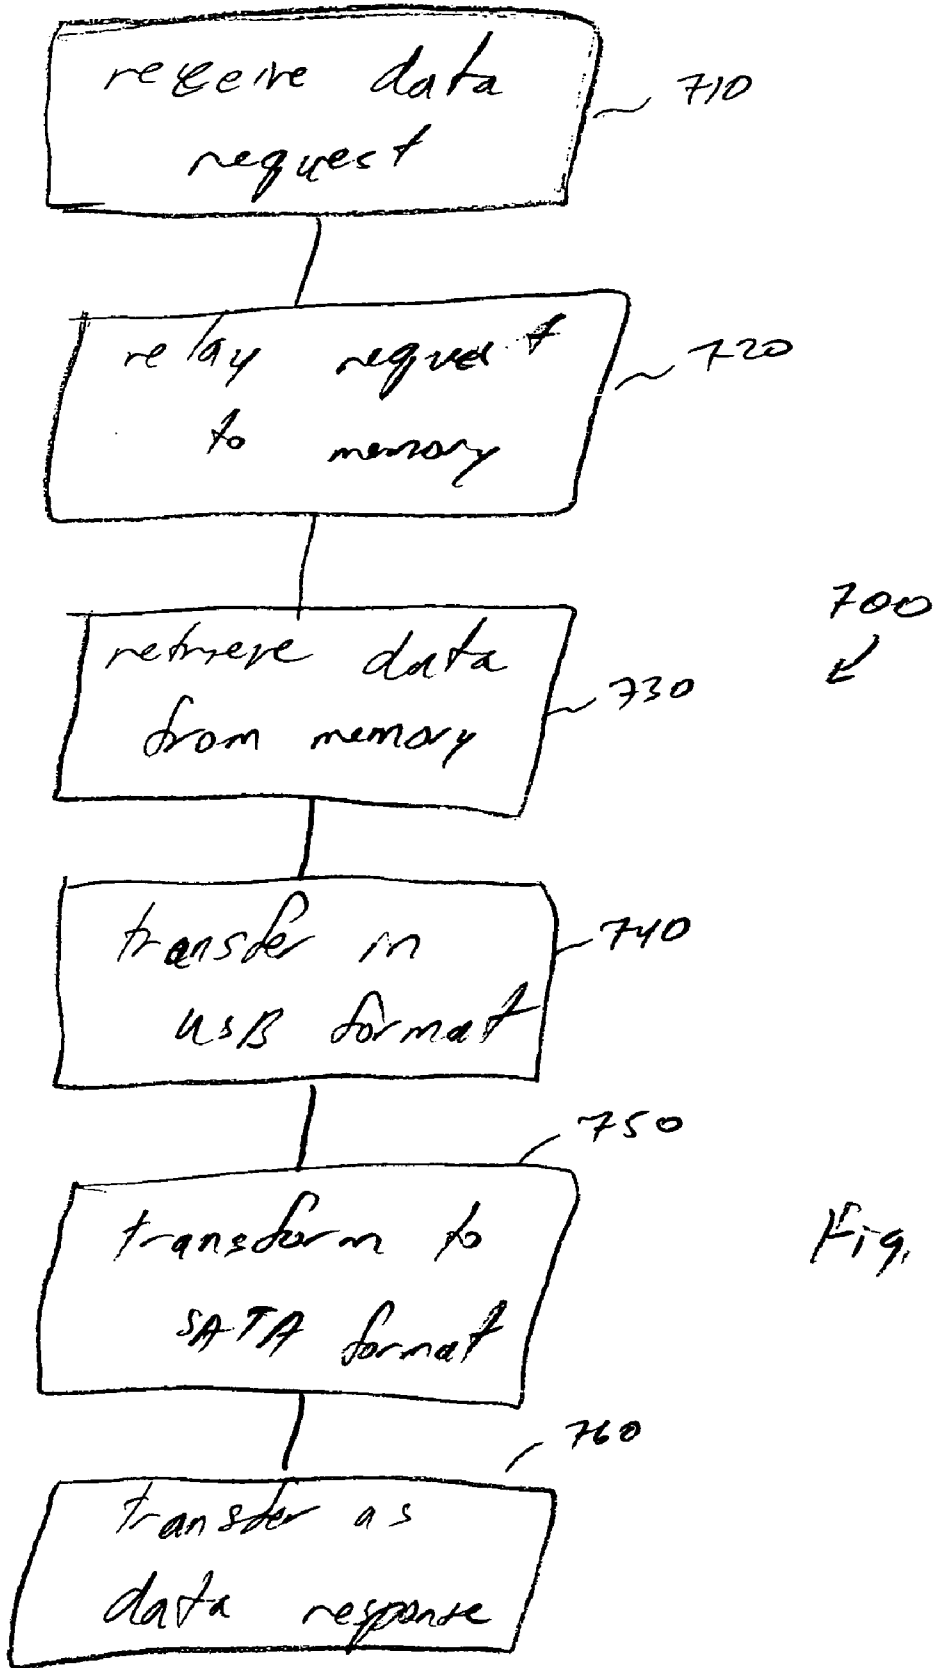 receive data
request
710
relay request
to memory
720
retrieve data
from memory
730
700
transfer in
USB format
740
750
transform to
SATA format
Fig.
760
transfer as
data response